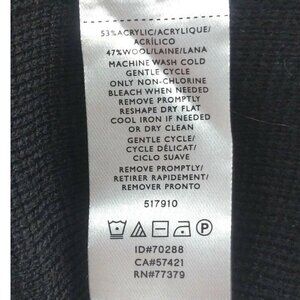 53%ACRYLIC/ACRYLIQUE/
ACRÍLICO
47%WOOL/LAINE/LANA
MACHINE WASH COLD
GENTLE CYCLE
ONLY NON-CHLORINE
BLEACH WHEN NEEDED
REMOVE PROMPTLY
RESHAPE DRY FLAT
COOL IRON IF NEEDED
OR DRY CLEAN
GENTLE CYCLE/
CYCLE DÉLICAT/
CICLO SUAVE
REMOVE PROMPTLY/
RETIRER RAPIDEMENT/
REMOVER PRONTO
517910
P
ID#70288
CA#57421
RN#77379